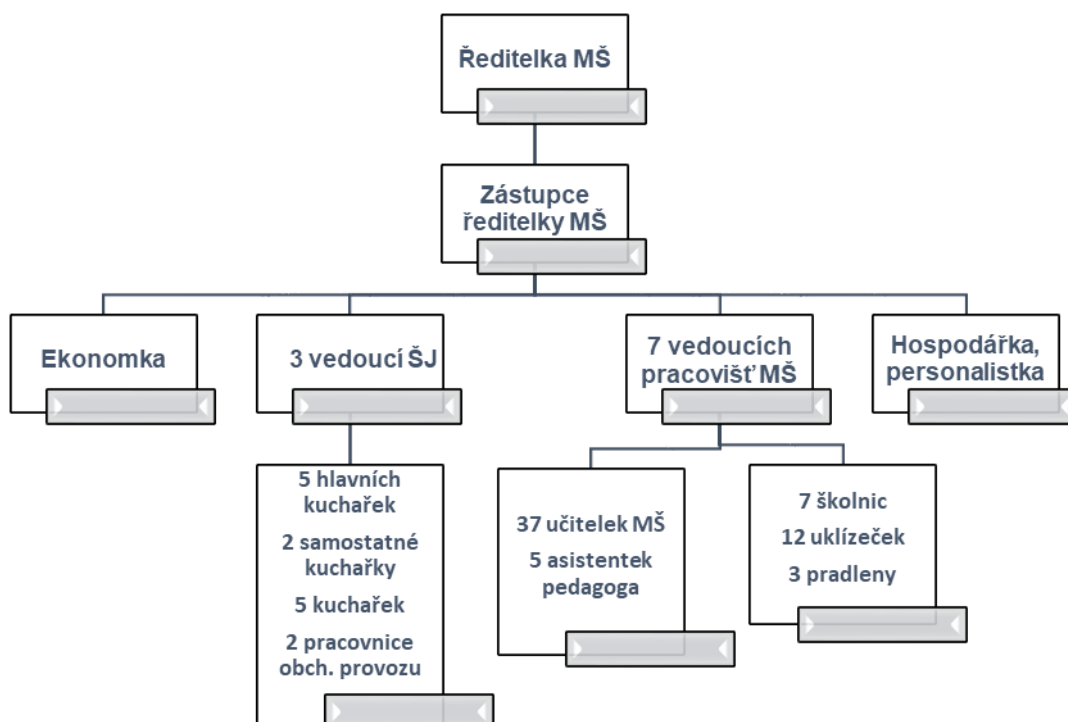 Ředitelka MŠ
Zástupce
ředitelky MŠ
Ekonomka
3 vedoucí ŠJ
7 vedoucích
pracovišť MŠ
Hospodářka,
personalistka
5 hlavních
kuchařek
2 samostatné
kuchařky
5 kuchařek
2 pracovnice
obch. provozu
37 učitelek MŠ
5 asistentek
pedagoga
7 školnic
12 uklízeček
3 pradleny